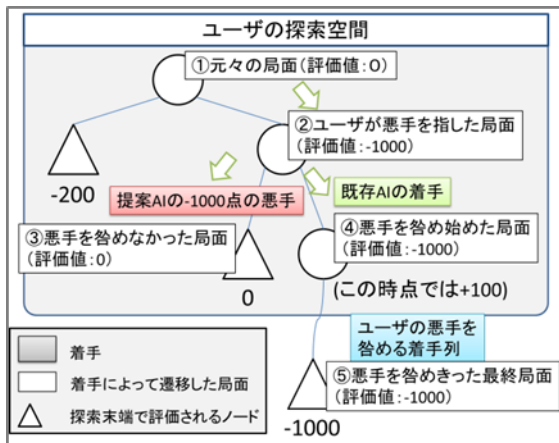 ユーザの探索空間
①元々の局面(評価値:0)
②ユーザが悪手を指した局面
(評価値:-1000)
-200
提案AIの-1000点の悪手
既存AIの着手
③悪手を咎めなかった局面
(評価値:0)
④悪手を咎め始めた局面
(評価値:-1000)
0
(この時点では+100)
ユーザの悪手を
咎める着手列
着手
着手によって遷移した局面
探索末端で評価されるノード
⑤悪手を咎めきった最終局面
(評価値:-1000)
-1000